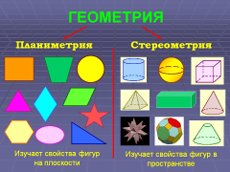 ГЕОМЕТРИЯ
Планиметрия
Стереометрия
Изучает свойства фигур
на плоскости
Изучает свойства фигур в
пространстве